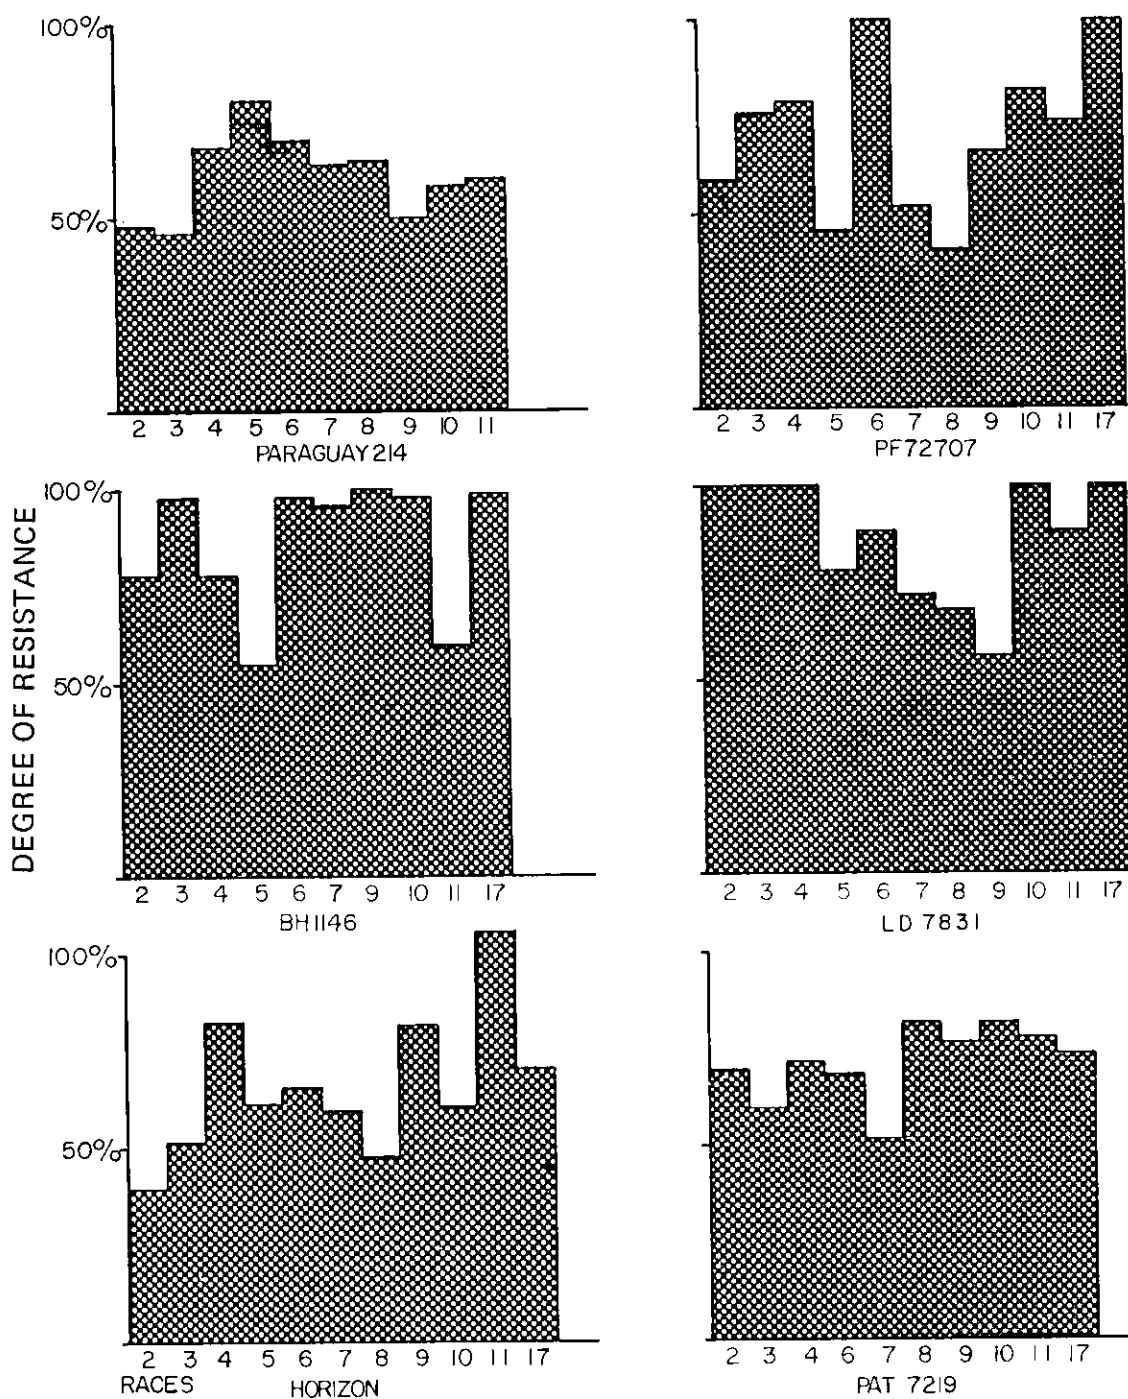 100%
50%
2 3 4 5 6 7 8 9 10 11
PARAGUAY 214
2 3 4 5 6 7 8 9 10 11 17
PF72707
DEGREE OF RESISTANCE
100%
50%
2 3 4 5 6 7 9 10 11 17
BH1146
2 3 4 5 6 7 8 9 10 11 17
LD 7831
100%
50%
2 3 4 5 6 7 8 9 10 11 17
RACES HORIZON
2 3 4 6 7 8 9 10 11 17
PAT 7219